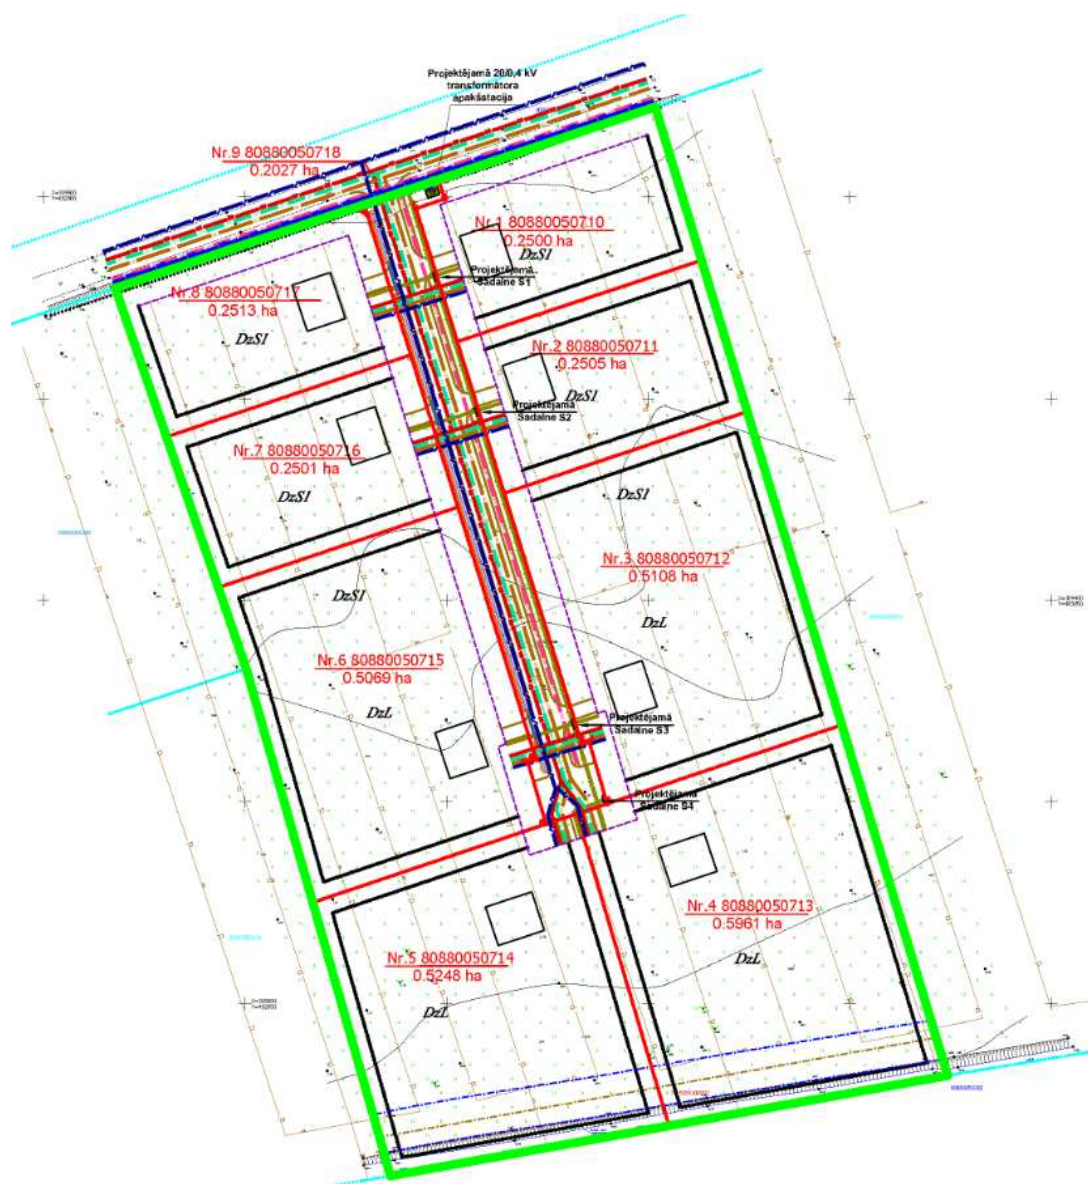 Projektējamā 20/0,4 kV
transformātora
apakšstacija
Nr.9 80880050718
0.2027 ha
Nr.1 80880050710
0.2500 ha
DzS1
Projektējamā
Sadalne S1
Nr.8 80880050717
0.2513 ha
DzS1
Nr.2 80880050711
0.2505 ha
DzS1
Projektējamā
Sadalne S2
Nr.7 80880050716
0.2501 ha
DzS1
DzS1
Nr.3 80880050712
0.5108 ha
DzL
DzS1
Nr.6 80880050715
0.5069 ha
DzL
Projektējamā
Sadalne S3
Projektējamā
Sadalne S4
Nr.4 80880050713
0.5961 ha
DzL
Nr.5 80880050714
0.5248 ha
DzL